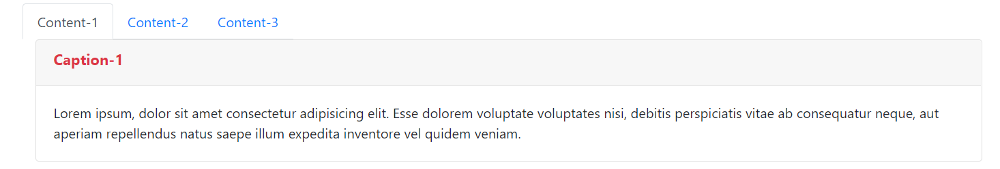 Content-1 Content-2 Content-3
Caption-1
Lorem ipsum, dolor sit amet consectetur adipisicing elit. Esse dolorem voluptate voluptates nisi, debitis perspiciatis vitae ab consequatur neque, aut
aperiam repellendus natus saepe illum expedita inventore vel quidem veniam.